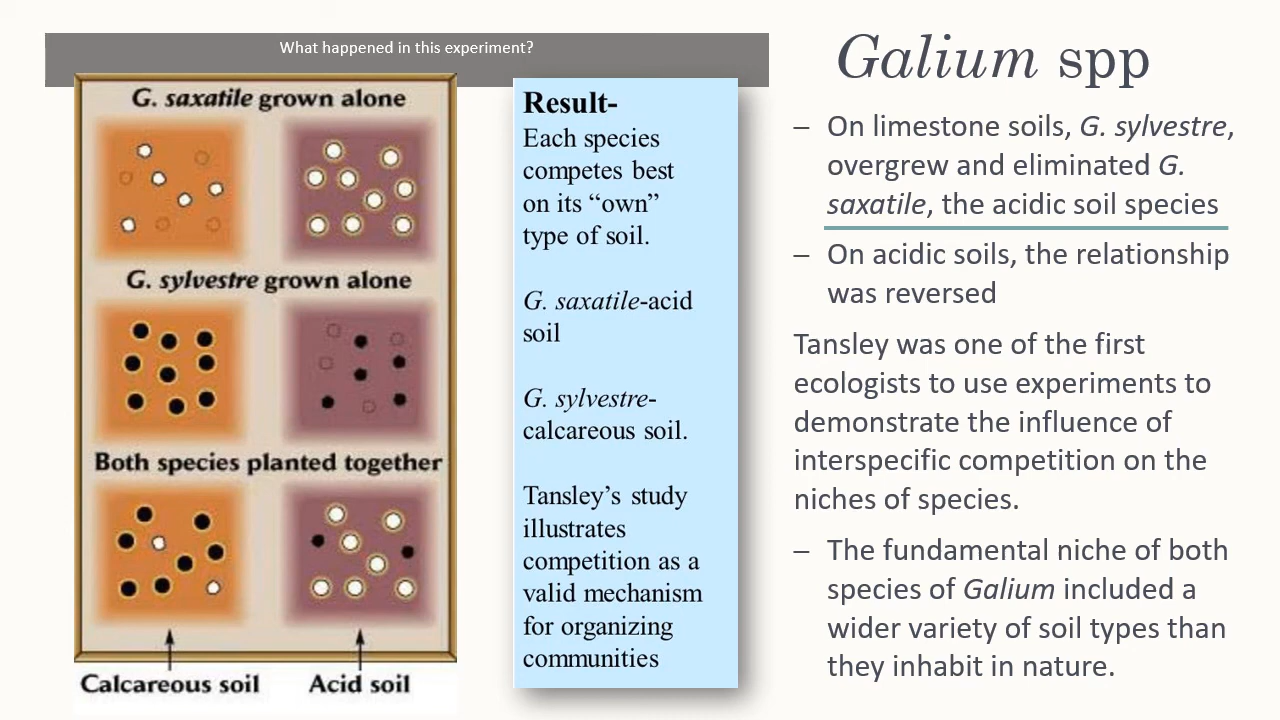 What happened in this experiment?
G. saxatile grown alone
G. sylvestre grown alone
Both species planted together
Calcareous soil
Acid soil
Result-
Each species
competes best
on its “own”
type of soil.
G. saxatile-acid
soil
G. sylvestre-
calcareous soil.
Tansley’s study
illustrates
competition as a
valid mechanism
for organizing
communities
Galium spp
– On limestone soils, G. sylvestre,
overgrew and eliminated G.
saxatile, the acidic soil species
– On acidic soils, the relationship
was reversed
Tansley was one of the first
ecologists to use experiments to
demonstrate the influence of
interspecific competition on the
niches of species.
– The fundamental niche of both
species of Galium included a
wider variety of soil types than
they inhabit in nature.